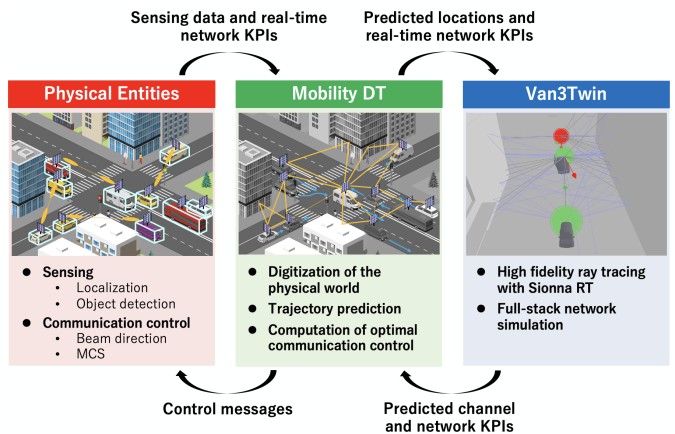 Sensing data and real-time
network KPIs
Predicted locations and
real-time network KPIs
Physical Entities
Mobility DT
Van3Twin
● Sensing
• Localization
• Object detection
● Communication control
• Beam direction
• MCS
● Digitization of the
physical world
● Trajectory prediction
● Computation of optimal
communication control
● High fidelity ray tracing
with Sionna RT
● Full-stack network
simulation
Control messages
Predicted channel
and network KPIs